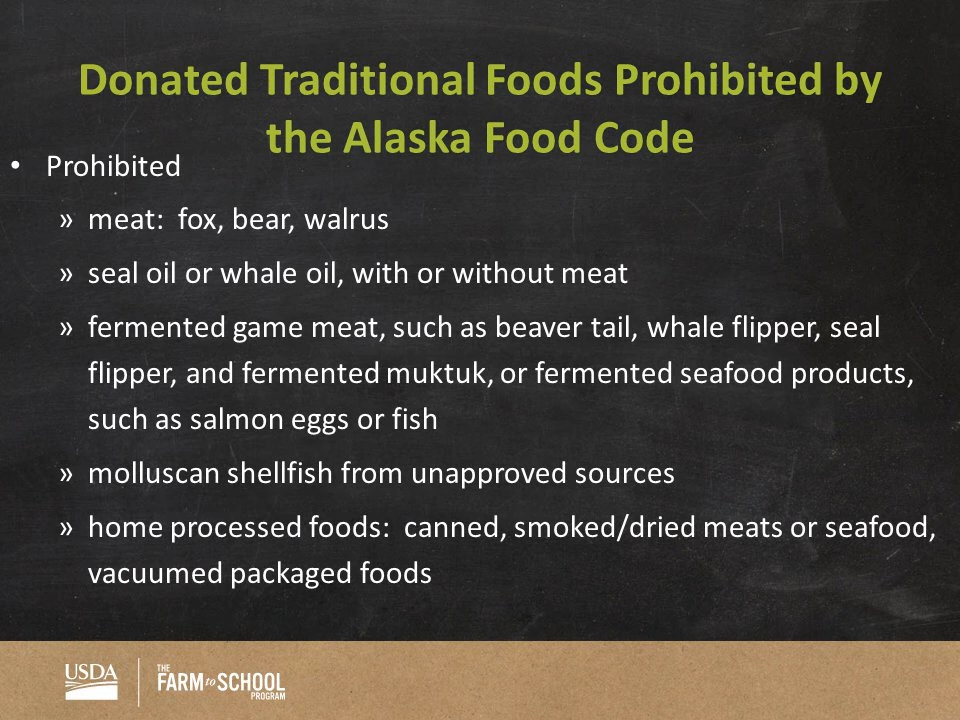 Donated Traditional Foods Prohibited by
the Alaska Food Code
• Prohibited
» meat:  fox, bear, walrus
» seal oil or whale oil, with or without meat
» fermented game meat, such as beaver tail, whale flipper, seal
flipper, and fermented muktuk, or fermented seafood products,
such as salmon eggs or fish
» molluscan shellfish from unapproved sources
» home processed foods:  canned, smoked/dried meats or seafood,
vacuumed packaged foods
USDA
THE
FARM to SCHOOL
PROGRAM